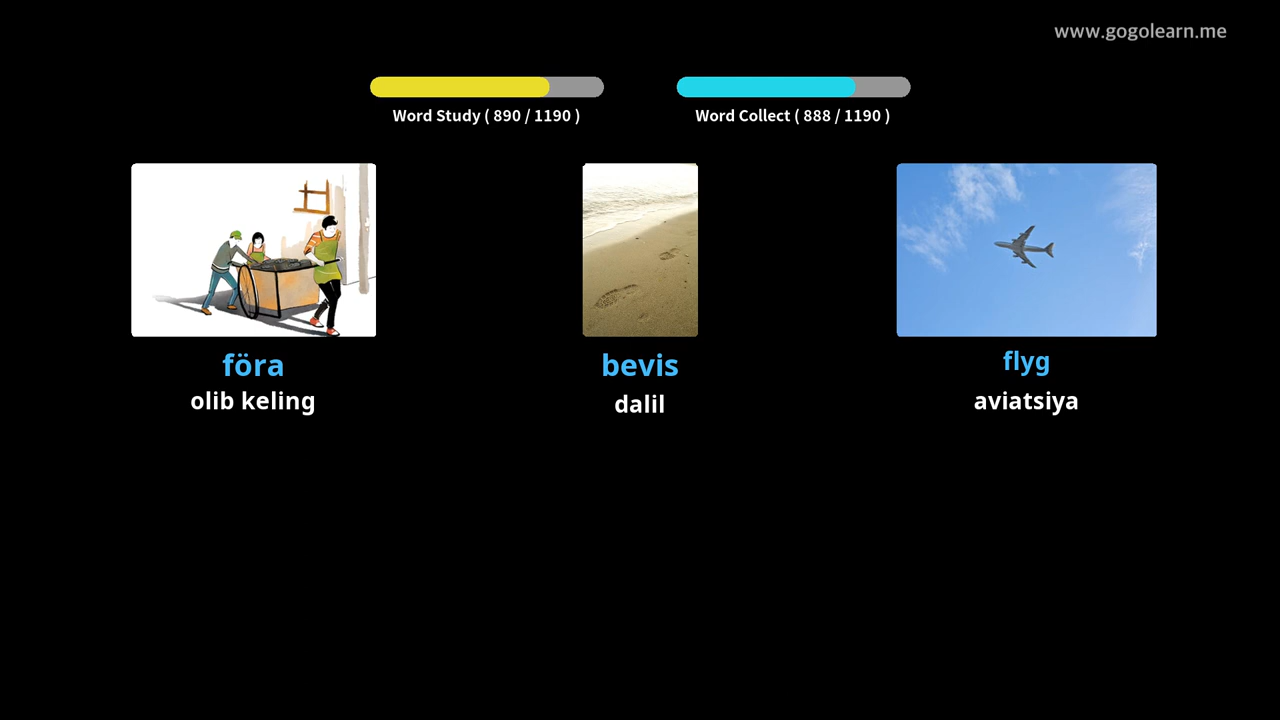 www.gogolearn.me
Word Study ( 890 / 1190 )
Word Collect ( 888 / 1190 )
föra
olib keling
bevis
dalil
flyg
aviatsiya